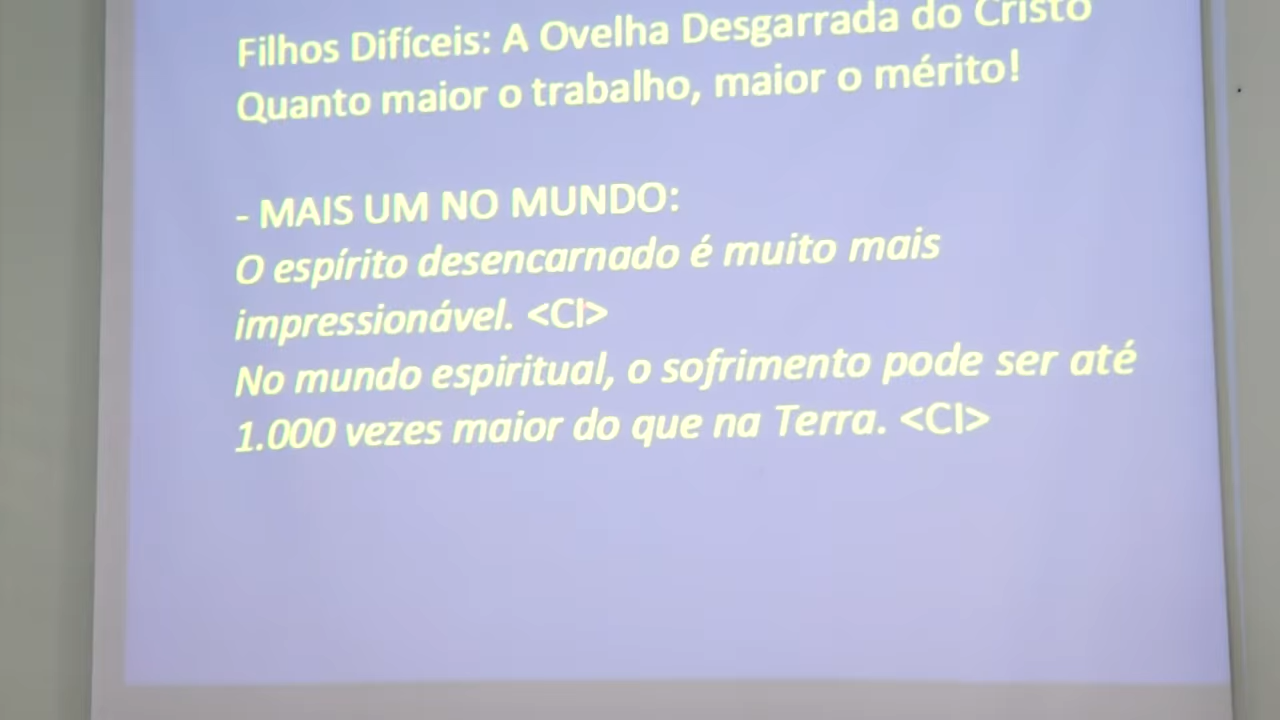 Filhos Difíceis: A Ovelha Desgarrada do Cristo
Quanto maior o trabalho, maior o mérito!
- MAIS UM NO MUNDO:
O espírito desencarnado é muito mais
impressionável. <CI>
No mundo espiritual, o sofrimento pode ser até
1.000 vezes maior do que na Terra. <CI>